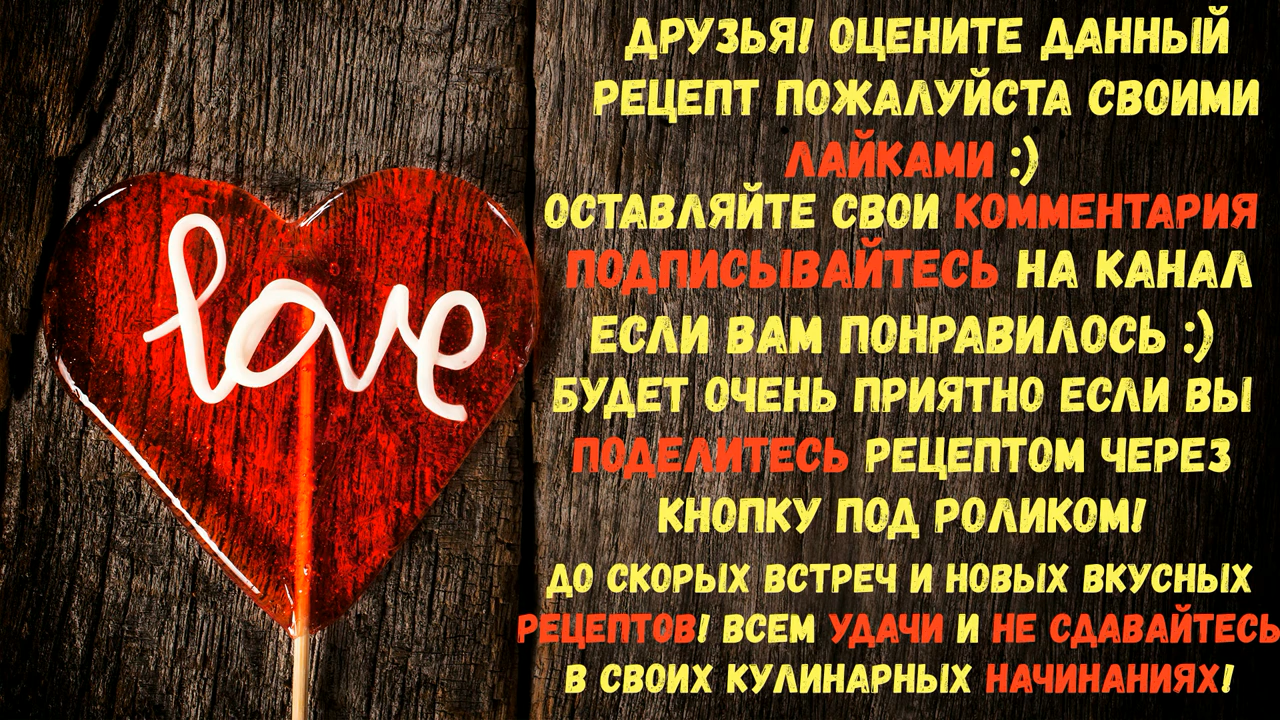 love
ДРУЗЬЯ! ОЦЕНИТЕ ДАННЫЙ
РЕЦЕПТ ПОЖАЛУЙСТА СВОИМИ
ЛАЙКАМИ :)
ОСТАВЛЯЙТЕ СВОИ КОММЕНТАРИЯ
ПОДПИСЫВАЙТЕСЬ НА КАНАЛ
ЕСЛИ ВАМ ПОНРАВИЛОСЬ :)
БУДЕТ ОЧЕНЬ ПРИЯТНО ЕСЛИ ВЫ
ПОДЕЛИТЕСЬ РЕЦЕПТОМ ЧЕРЕЗ
КНОПКУ ПОД РОЛИКОМ!
ДО СКОРЫХ ВСТРЕЧ И НОВЫХ ВКУСНЫХ
РЕЦЕПТОВ! ВСЕМ УДАЧИ И НЕ СДАВАЙТЕСЬ
В СВОИХ КУЛИНАРНЫХ НАЧИНАНИЯХ!